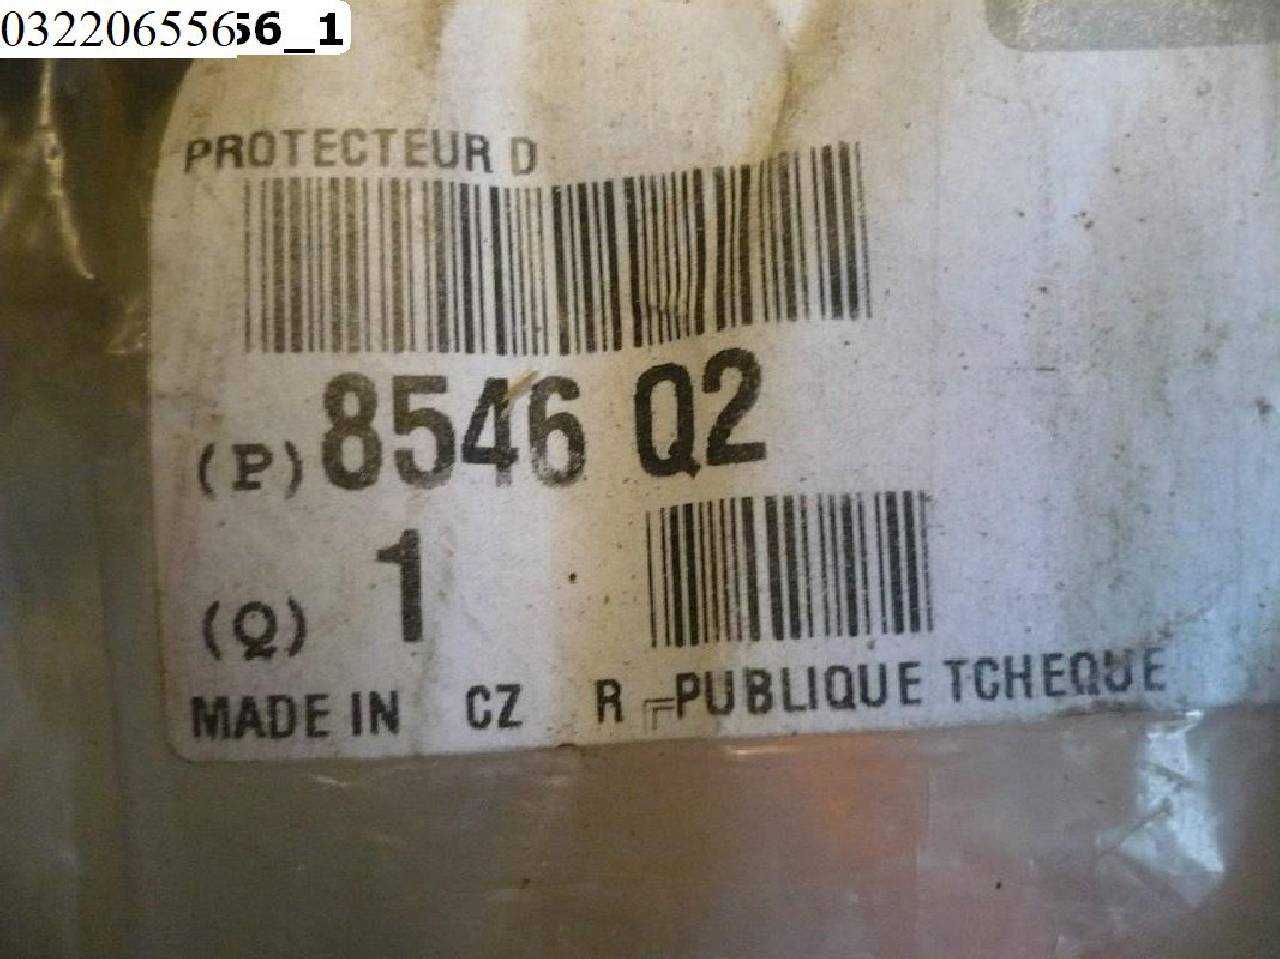 03220655656_1
PROTECTEUR D
(P) 8546 Q2
(Q) 1
MADE IN CZ R╒PUBLIQUE TCHEQUE